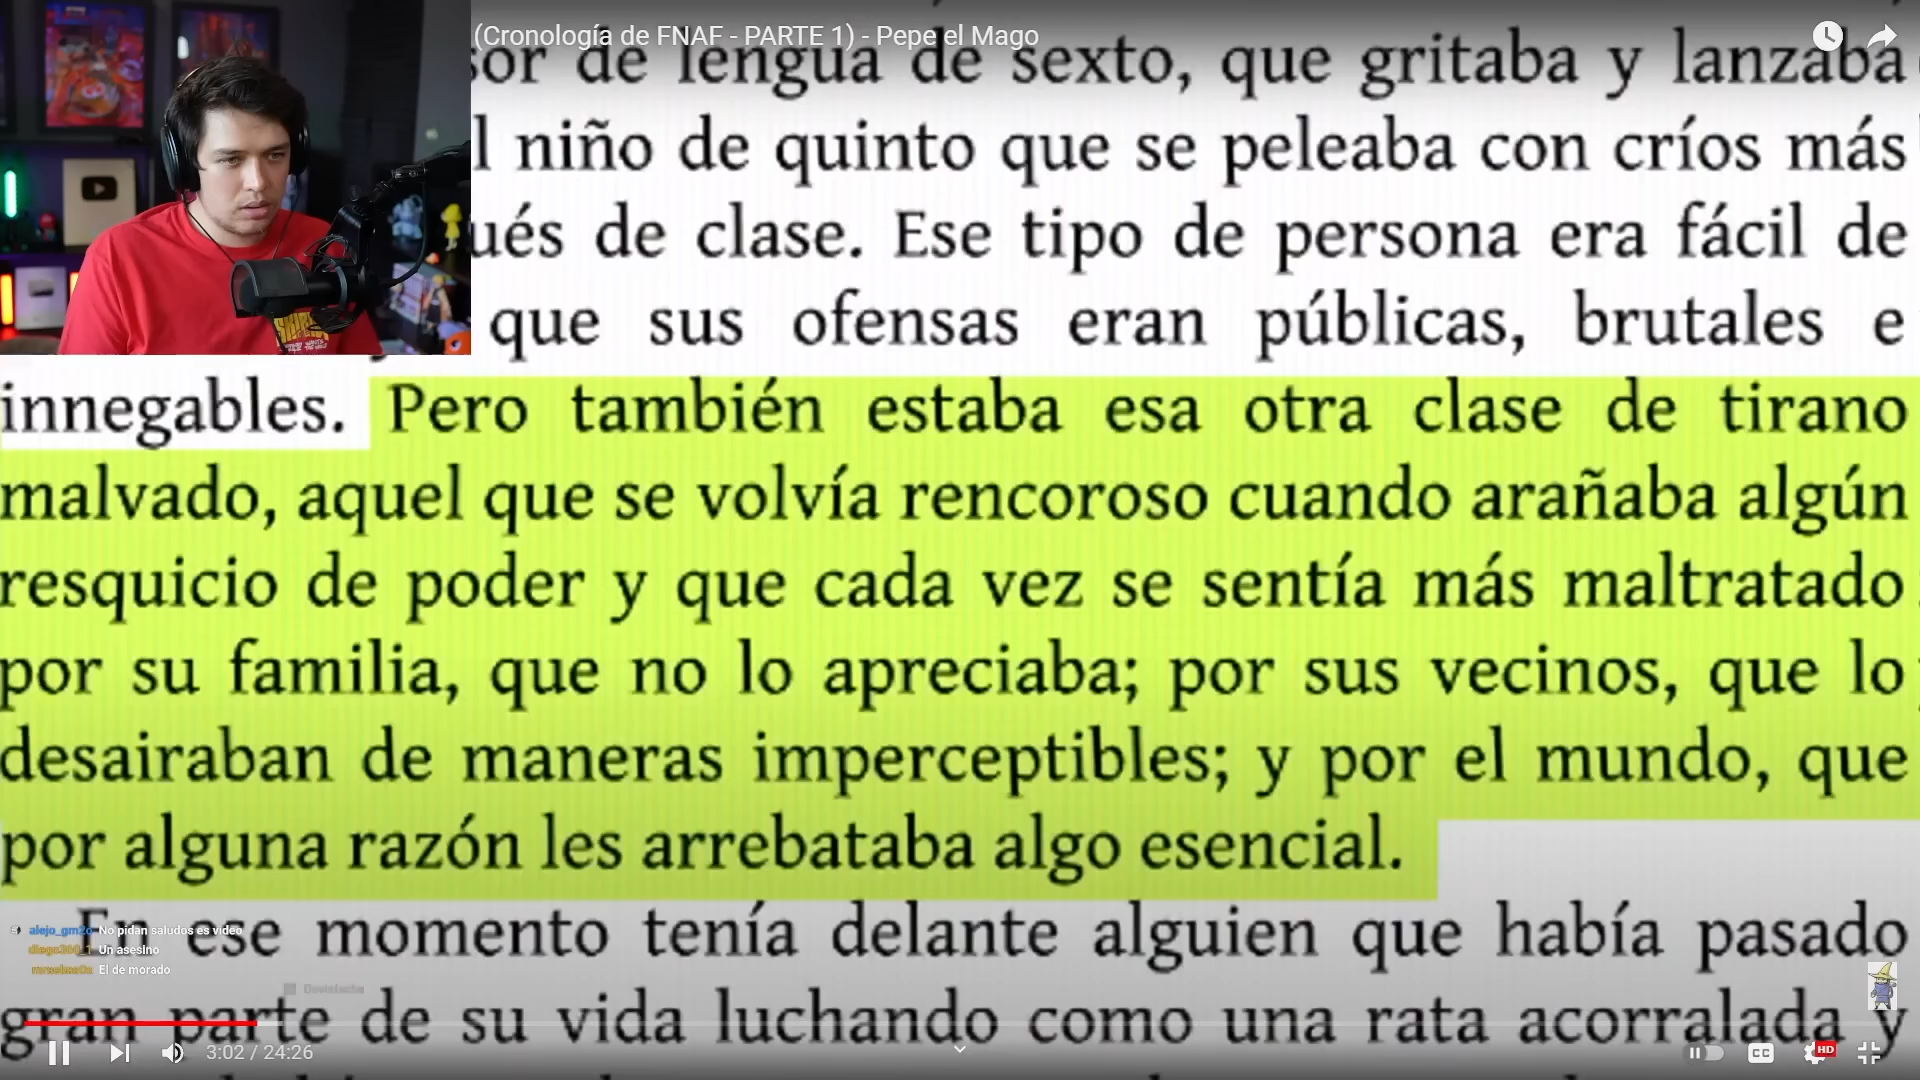 (Cronología de FNAF - PARTE 1) - Pepe el Mago
sor de lengua de sexto, que gritaba y lanzaba
l niño de quinto que se peleaba con críos más
ués de clase. Ese tipo de persona era fácil de
que sus ofensas eran públicas, brutales e
innegables. Pero también estaba esa otra clase de tirano
malvado, aquel que se volvía rencoroso cuando arañaba algún
resquicio de poder y que cada vez se sentía más maltratado
por su familia, que no lo apreciaba; por sus vecinos, que lo
desairaban de maneras imperceptibles; y por el mundo, que
por alguna razón les arrebataba algo esencial.
En ese momento tenía delante alguien que había pasado
gran parte de su vida luchando como una rata acorralada y
No pidan saludos es video
Un asesino
El de morado
3:02 / 24:26
CC
HD